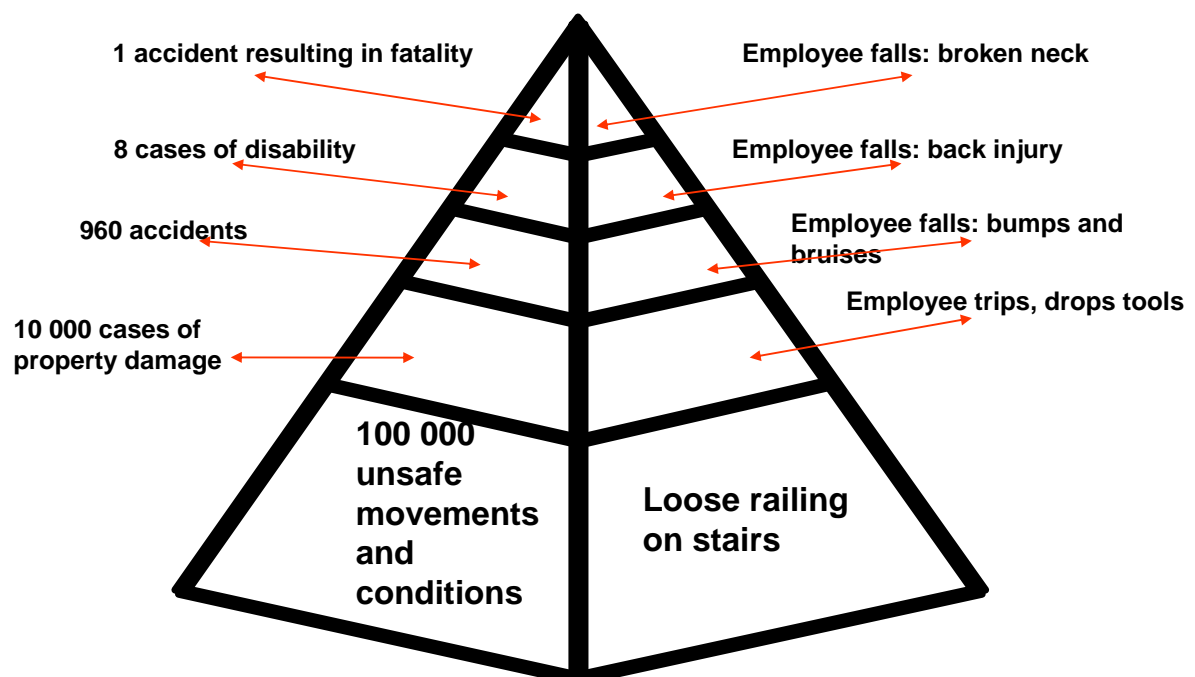 1 accident resulting in fatality
Employee falls: broken neck
8 cases of disability
Employee falls: back injury
960 accidents
Employee falls: bumps and
bruises
10 000 cases of
property damage
Employee trips, drops tools
100 000
unsafe
movements
and
conditions
Loose railing
on stairs